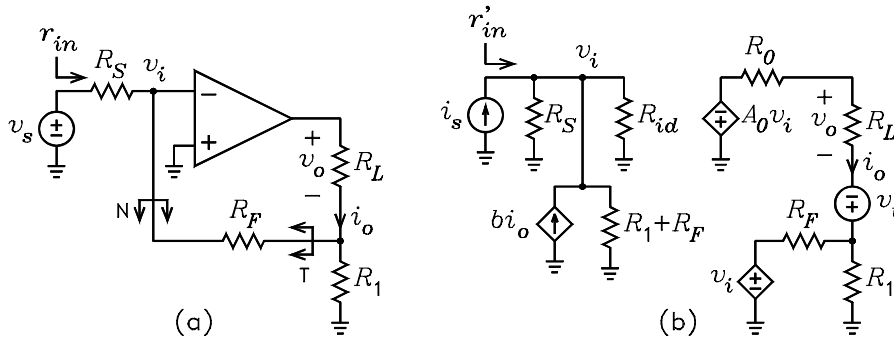 r_in
R_S
v_i
v_s
−
+
+
v_o
−
R_L
i_o
N
R_F
T
R_1
(a)
r'_in
v_i
i_s
R_S
R_id
bi_o
R_1+R_F
R_0
A_0v_i
+
v_o
−
R_L
i_o
R_F
v_i
R_1
(b)